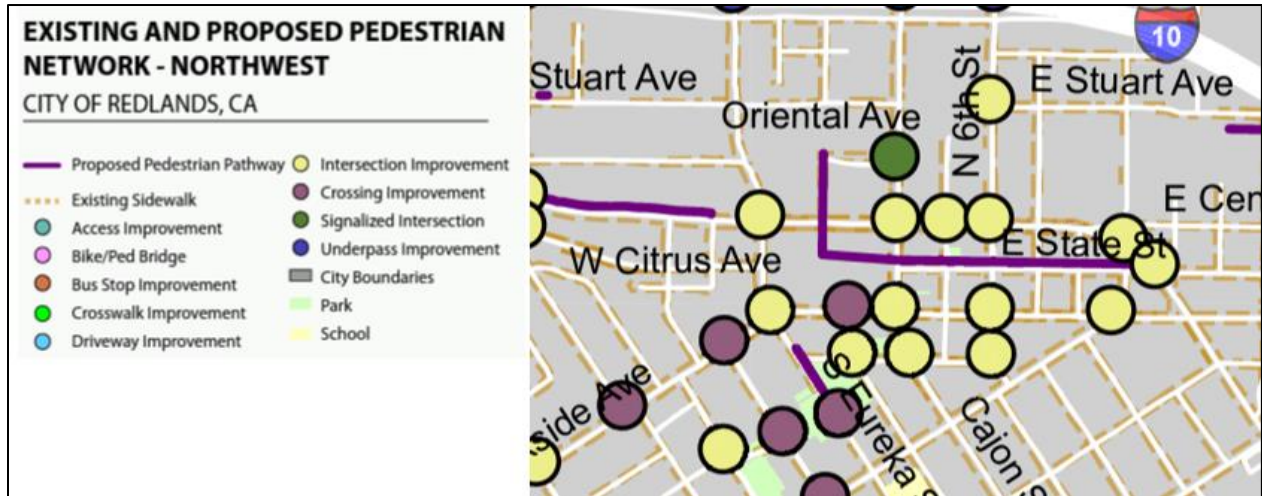 EXISTING AND PROPOSED PEDESTRIAN
NETWORK - NORTHWEST
CITY OF REDLANDS, CA
Proposed Pedestrian Pathway
Existing Sidewalk
Access Improvement
Bike/Ped Bridge
Bus Stop Improvement
Crosswalk Improvement
Driveway Improvement
Intersection Improvement
Crossing Improvement
Signalized Intersection
Underpass Improvement
City Boundaries
Park
School
10
Stuart Ave
E Stuart Ave
Oriental Ave
N 6th St
E Cen
E State St
W Citrus Ave
side Ave
S Eureka S
Cajon S